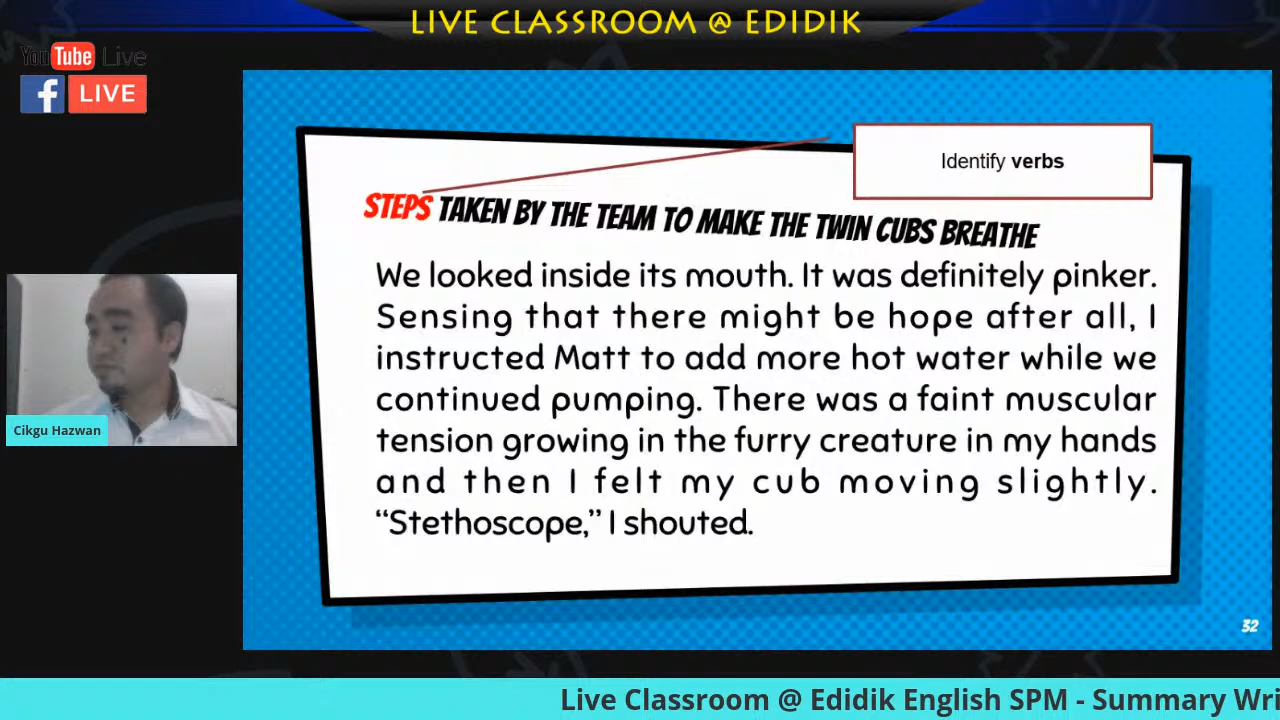 LIVE CLASSROOM @ EDIDIK
YouTube Live
f LIVE
Identify verbs
STEPS TAKEN BY THE TEAM TO MAKE THE TWIN CUBS BREATHE
We looked inside its mouth. It was definitely pinker.
Sensing that there might be hope after all, I
instructed Matt to add more hot water while we
continued pumping. There was a faint muscular
tension growing in the furry creature in my hands
and then I felt my cub moving slightly.
“Stethoscope,” I shouted.
Cikgu Hazwan
32
Live Classroom @ Edidik English SPM - Summary Wri